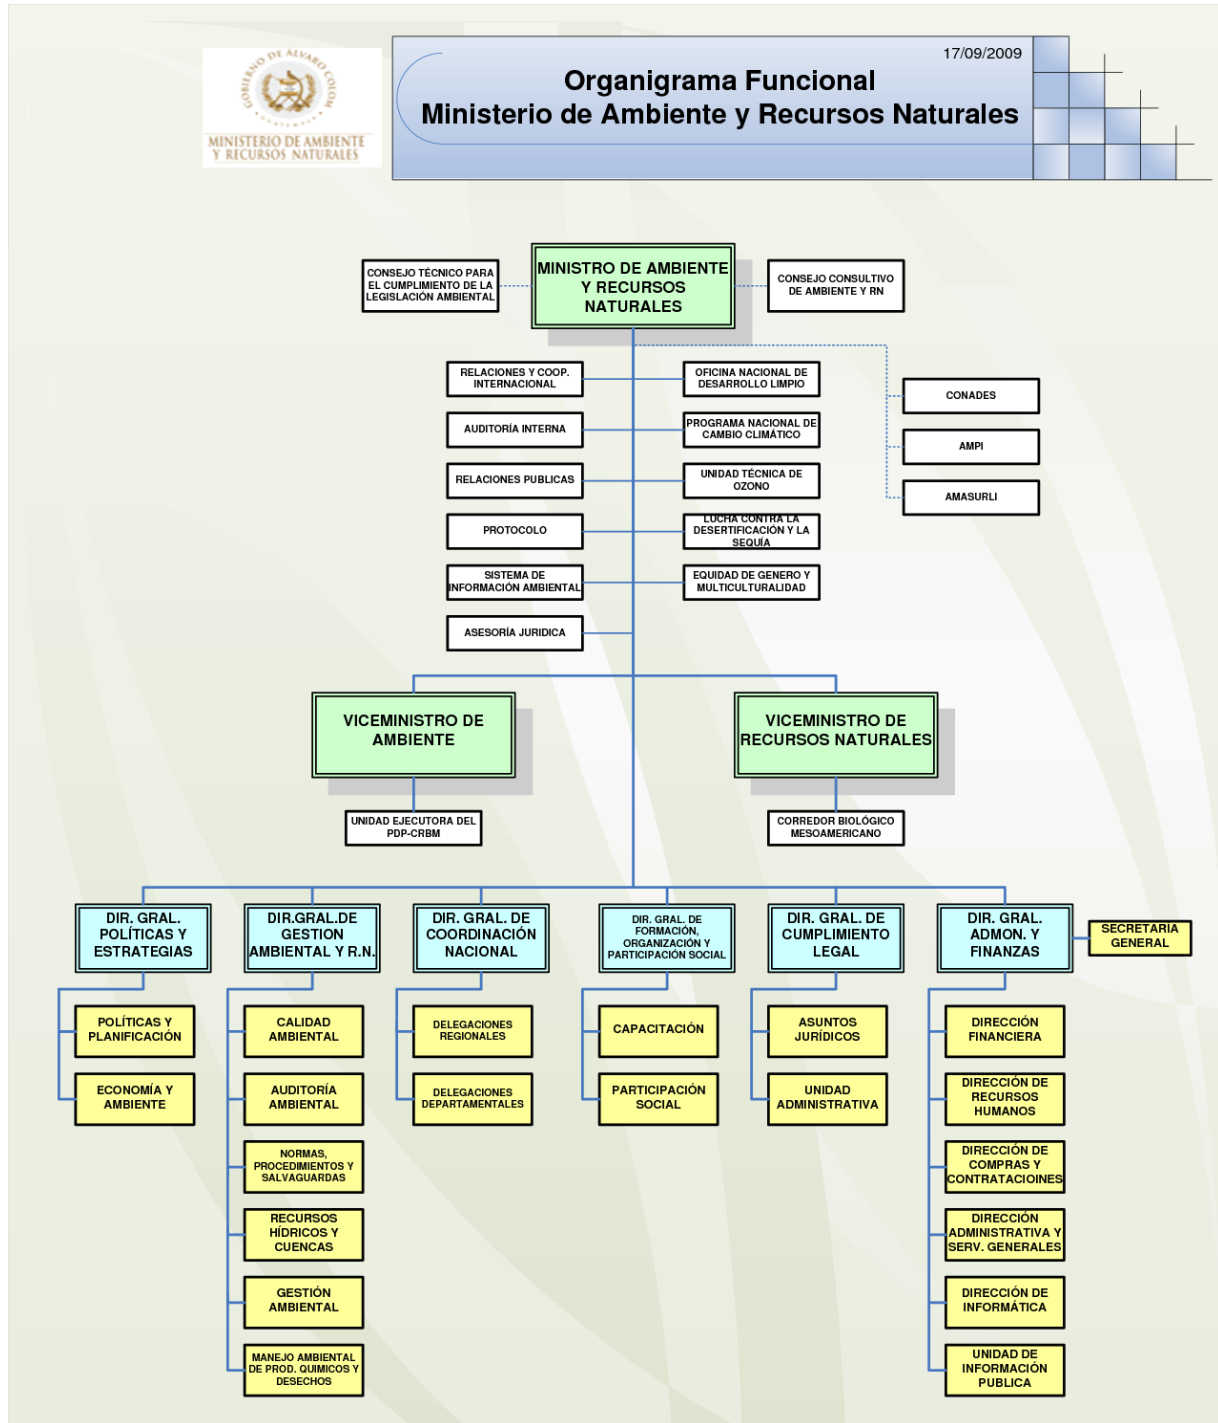 GOBIERNO DE ÁLVARO COLOM
GUATEMALA
MINISTERIO DE AMBIENTE
Y RECURSOS NATURALES
17/09/2009
Organigrama Funcional
Ministerio de Ambiente y Recursos Naturales
CONSEJO TÉCNICO PARA
EL CUMPLIMIENTO DE LA
LEGISLACIÓN AMBIENTAL
MINISTRO DE AMBIENTE
Y RECURSOS
NATURALES
CONSEJO CONSULTIVO
DE AMBIENTE Y RN
RELACIONES Y COOP.
INTERNACIONAL
OFICINA NACIONAL DE
DESARROLLO LIMPIO
CONADES
AUDITORÍA INTERNA
PROGRAMA NACIONAL DE
CAMBIO CLIMÁTICO
AMPI
RELACIONES PUBLICAS
UNIDAD TÉCNICA DE
OZONO
AMASURLI
PROTOCOLO
LUCHA CONTRA LA
DESERTIFICACIÓN Y LA
SEQUÍA
SISTEMA DE
INFORMACIÓN AMBIENTAL
EQUIDAD DE GENERO Y
MULTICULTURALIDAD
ASESORÍA JURIDICA
VICEMINISTRO DE
AMBIENTE
VICEMINISTRO DE
RECURSOS NATURALES
UNIDAD EJECUTORA DEL
PDP-CRBM
CORREDOR BIOLÓGICO
MESOAMERICANO
DIR. GRAL.
POLÍTICAS Y
ESTRATEGIAS
DIR.GRAL.DE
GESTION
AMBIENTAL Y R.N.
DIR. GRAL. DE
COORDINACIÓN
NACIONAL
DIR. GRAL. DE
FORMACIÓN,
ORGANIZACIÓN Y
PARTICIPACIÓN SOCIAL
DIR. GRAL. DE
CUMPLIMIENTO
LEGAL
DIR. GRAL.
ADMON. Y
FINANZAS
SECRETARÍA
GENERAL
POLÍTICAS Y
PLANIFICACIÓN
CALIDAD
AMBIENTAL
DELEGACIONES
REGIONALES
CAPACITACIÓN
ASUNTOS
JURÍDICOS
DIRECCIÓN
FINANCIERA
ECONOMÍA Y
AMBIENTE
AUDITORÍA
AMBIENTAL
DELEGACIONES
DEPARTAMENTALES
PARTICIPACIÓN
SOCIAL
UNIDAD
ADMINISTRATIVA
DIRECCIÓN DE
RECURSOS
HUMANOS
NORMAS,
PROCEDIMIENTOS Y
SALVAGUARDAS
DIRECCIÓN DE
COMPRAS Y
CONTRATACIOINES
RECURSOS
HÍDRICOS Y
CUENCAS
DIRECCIÓN
ADMINISTRATIVA Y
SERV. GENERALES
GESTIÓN
AMBIENTAL
DIRECCIÓN DE
INFORMÁTICA
MANEJO AMBIENTAL
DE PROD. QUIMICOS Y
DESECHOS
UNIDAD DE
INFORMACIÓN
PUBLICA